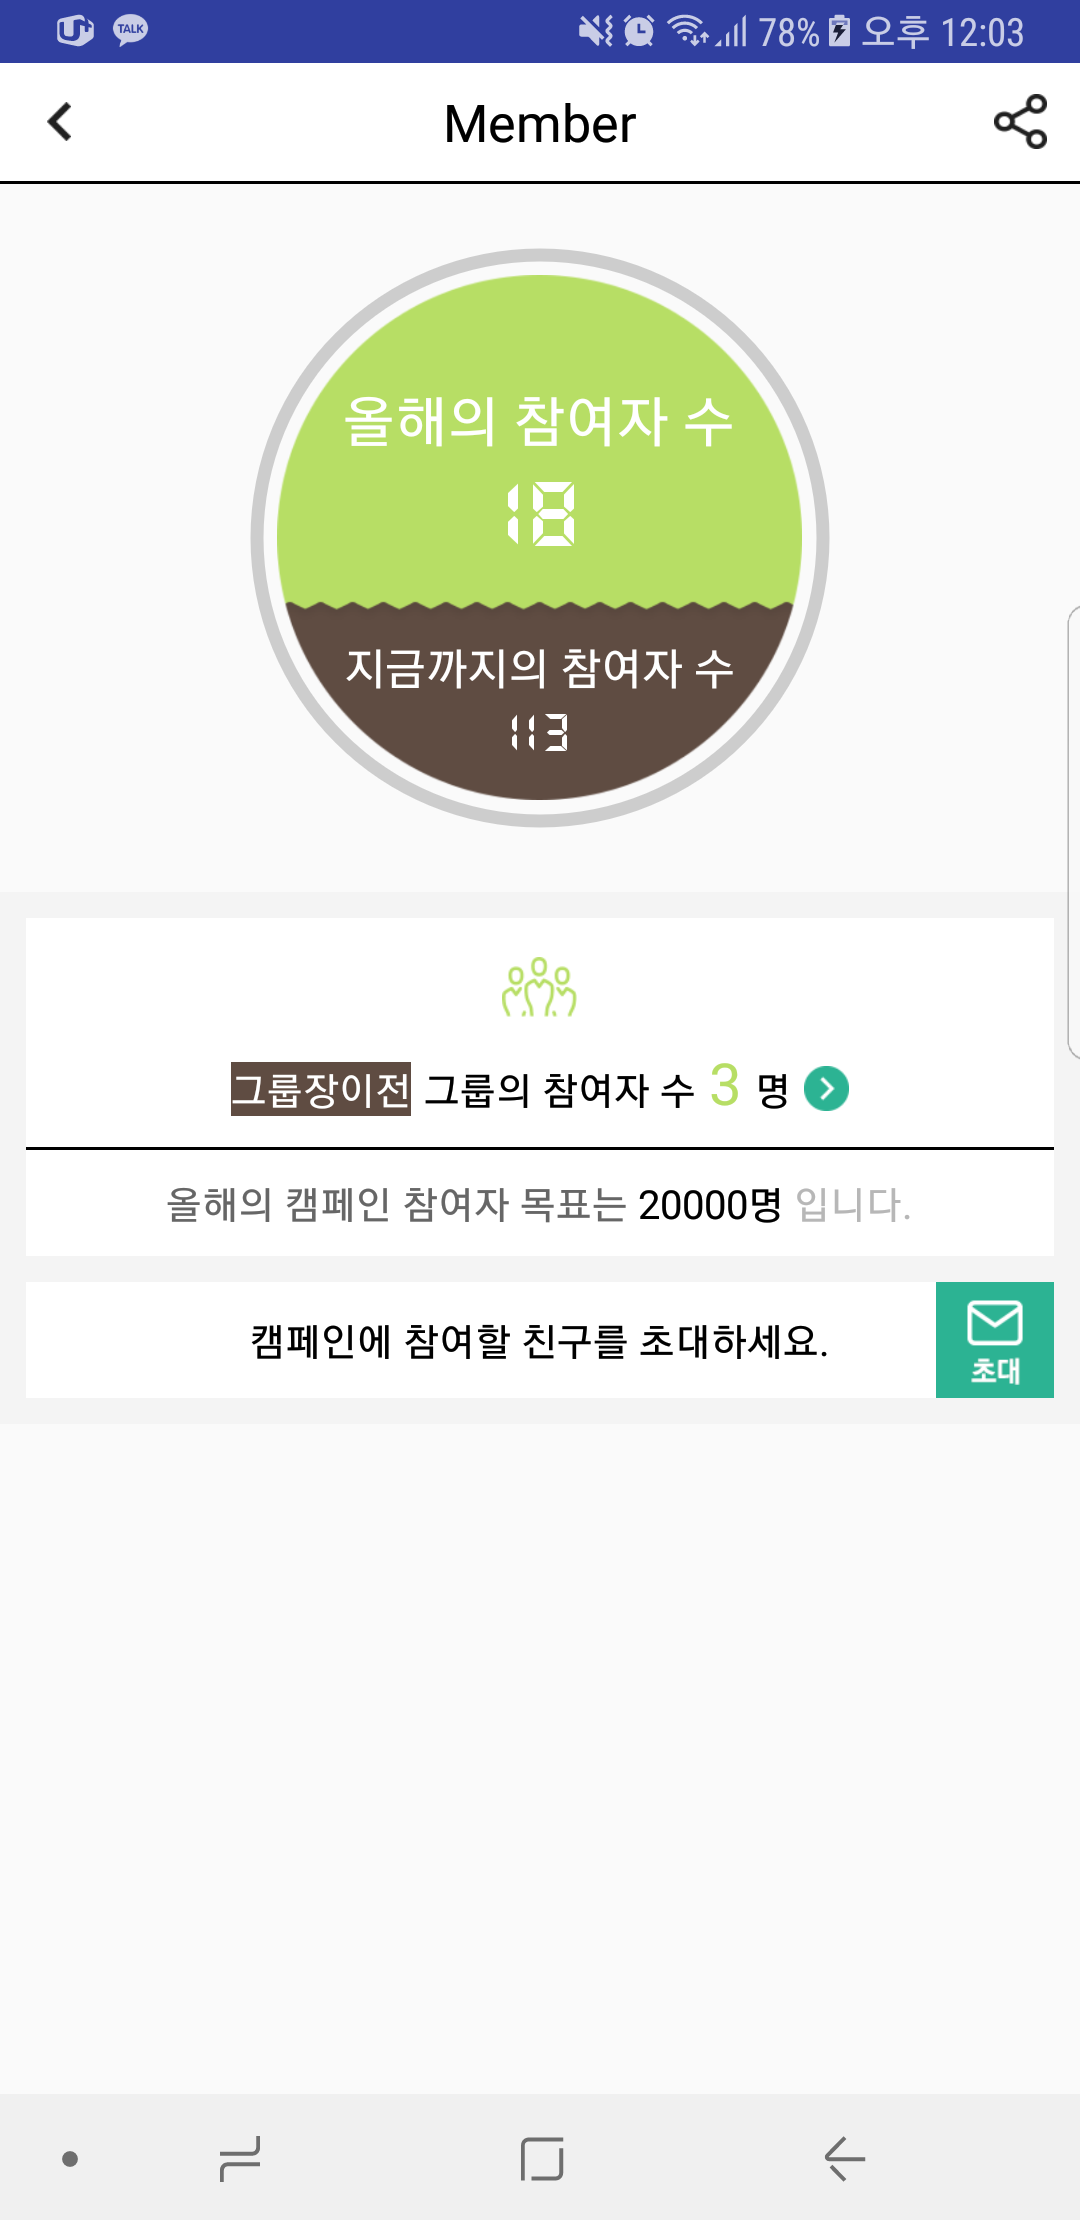 TALK 78% 오후 12:03
Member
올해의 참여자 수
18
지금까지의 참여자 수
113
그룹장이전 그룹의 참여자 수 3 명
올해의 캠페인 참여자 목표는 20000명 입니다.
캠페인에 참여할 친구를 초대하세요.
초대